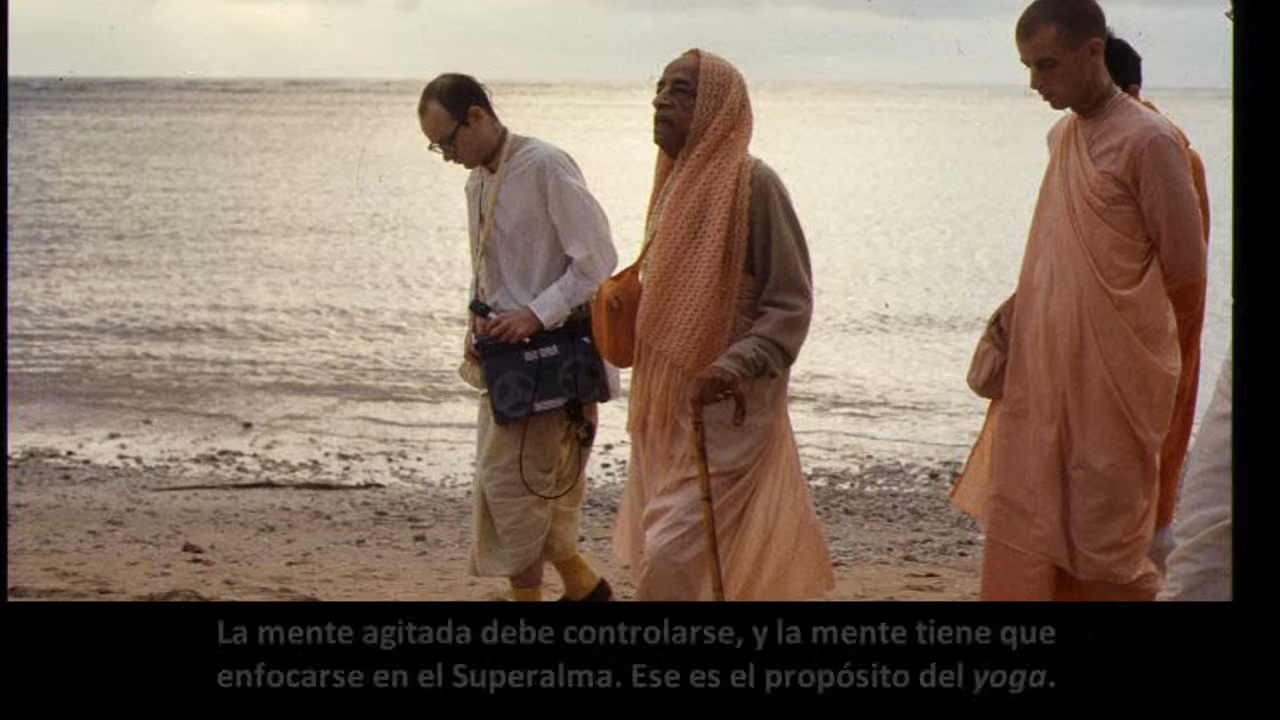 La mente agitada debe controlarse, y la mente tiene que
enfocarse en el Superalma. Ese es el propósito del yoga.